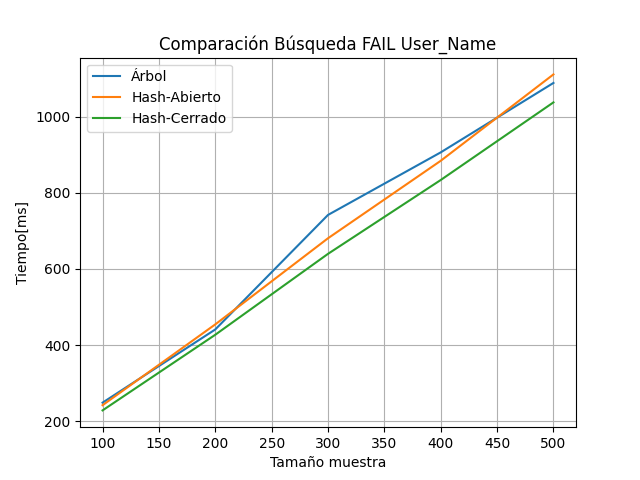 Comparación Búsqueda FAIL User_Name
Árbol
Hash-Abierto
Hash-Cerrado
Tiempo[ms]
1000
800
600
400
200
100 150 200 250 300 350 400 450 500
Tamaño muestra